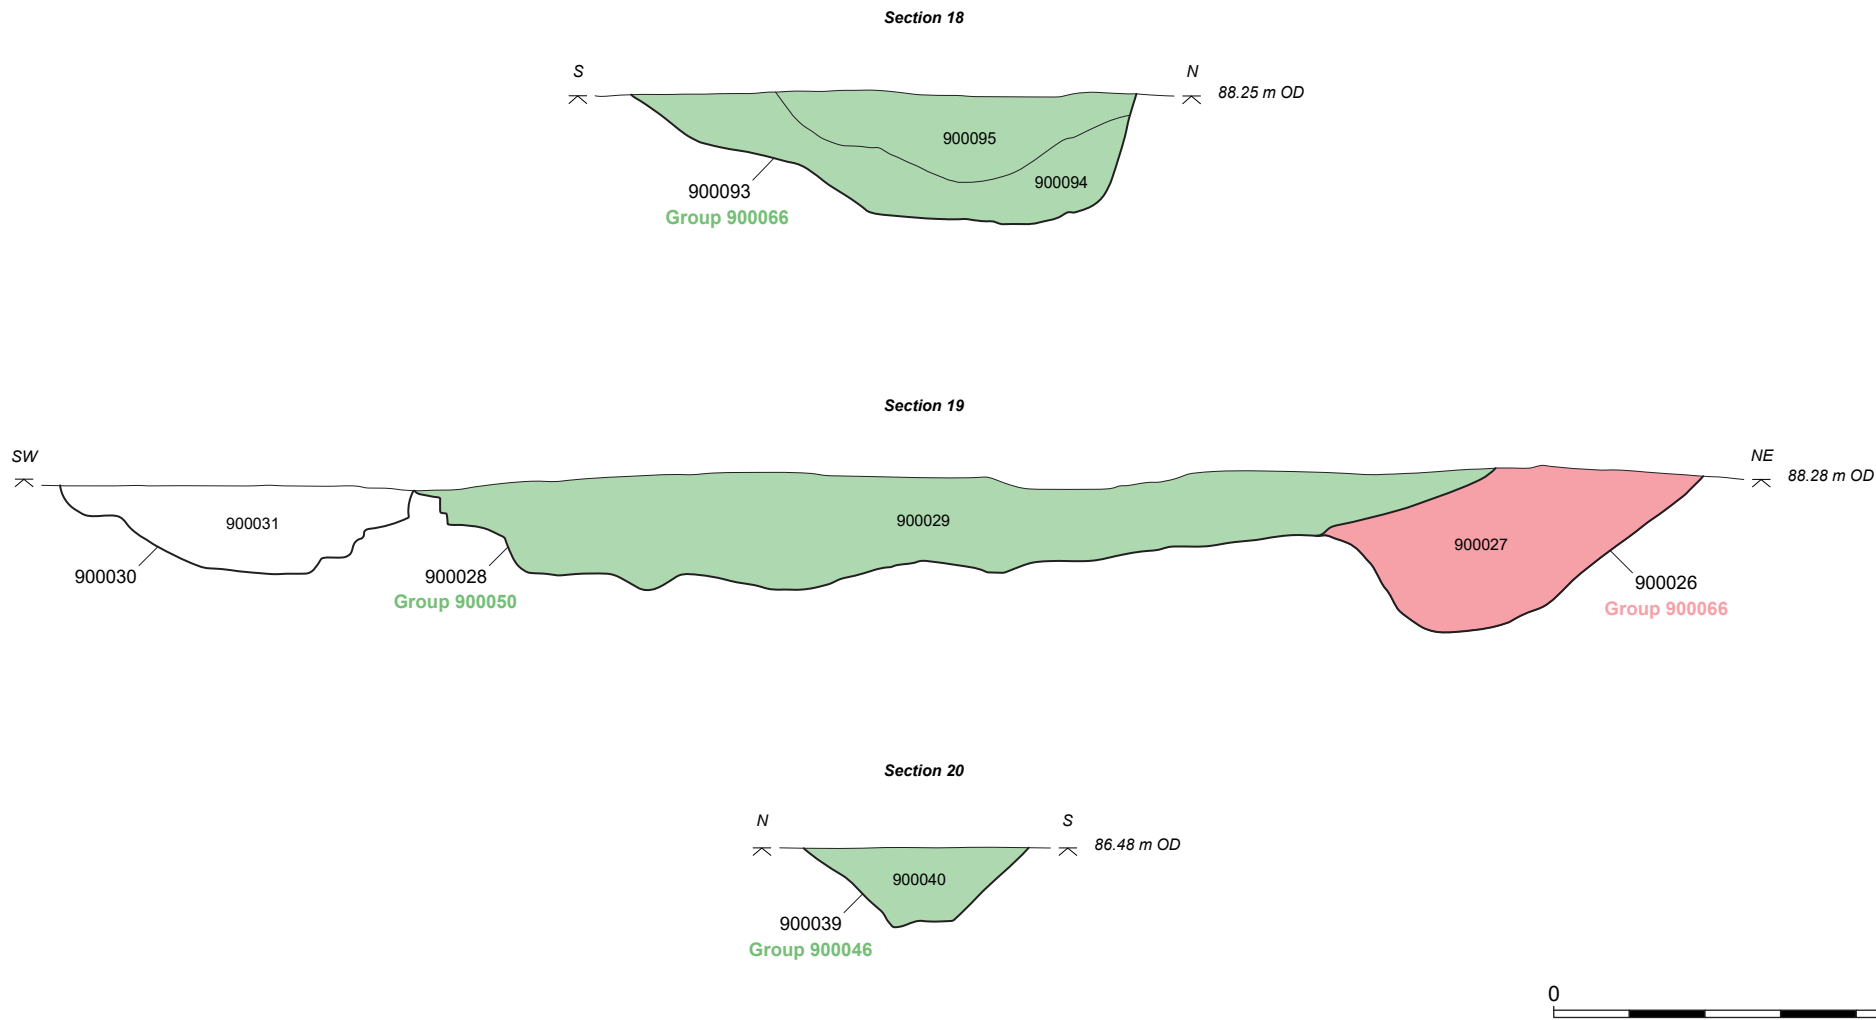 Section 18
S
N
88.25 m OD
900095
900094
900093
Group 900066
Section 19
SW
NE
88.28 m OD
900031
900029
900027
900030
900028
Group 900050
900026
Group 900066
Section 20
N
S
86.48 m OD
900040
900039
Group 900046
0